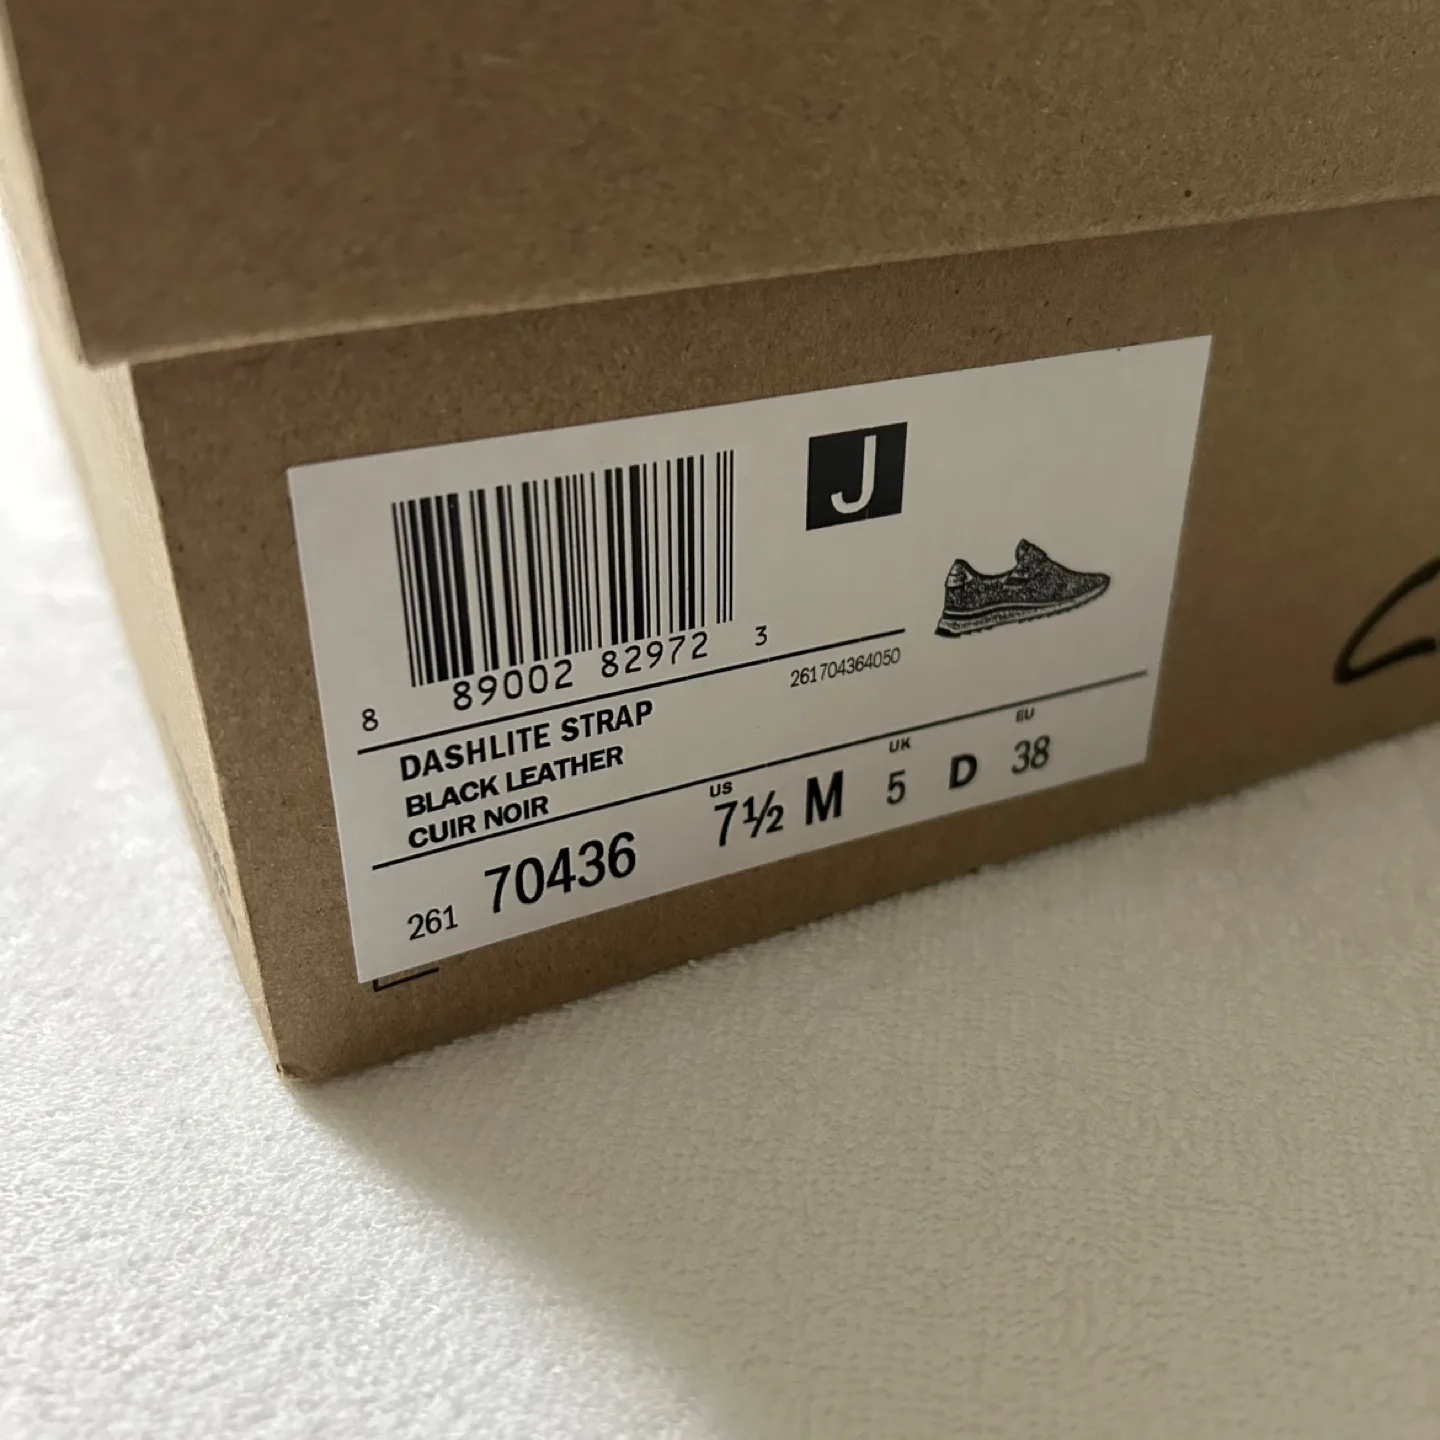 J
8 89002 82972 3
261704364050
DASHLITE STRAP
BLACK LEATHER
CUIR NOIR
US UK EU
261 70436 7½ M 5 D 38